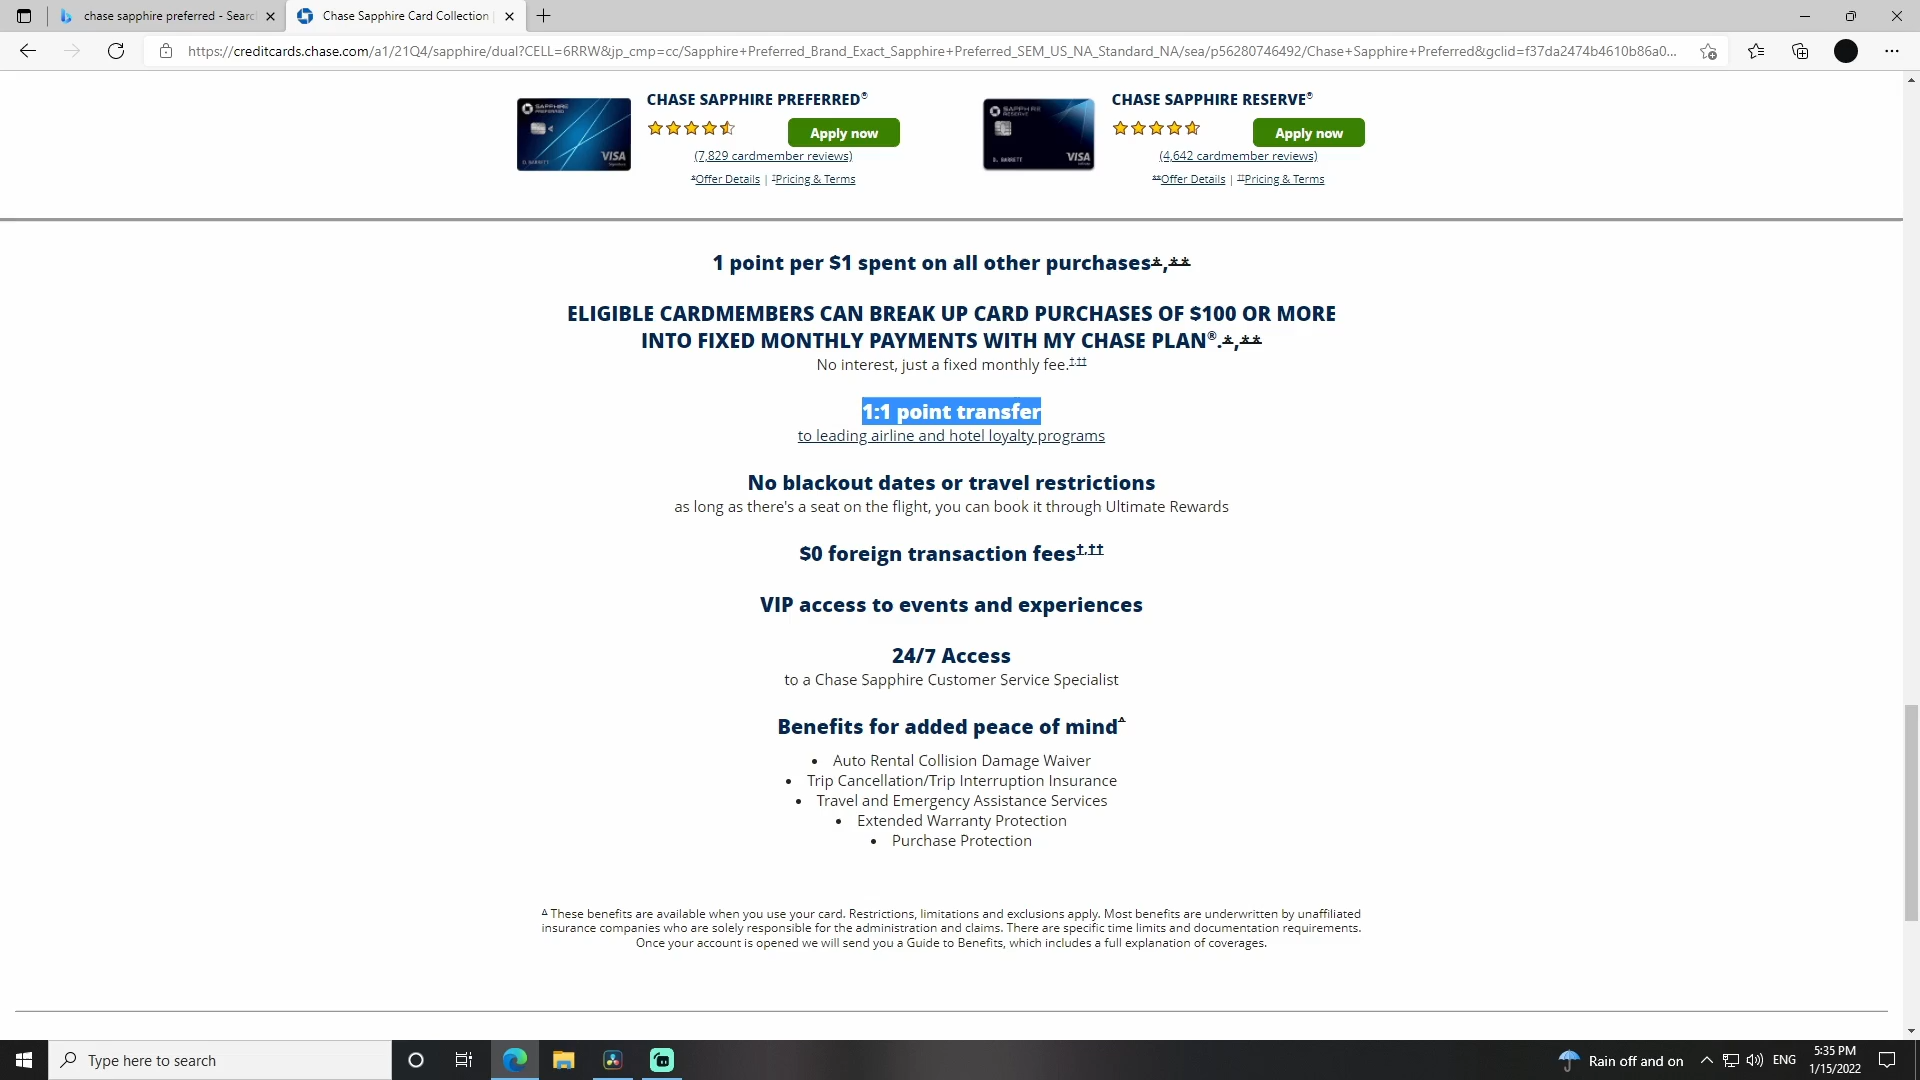 chase sapphire preferred - Searc
Chase Sapphire Card Collection
https://creditcards.chase.com/a1/21Q4/sapphire/dual?CELL=6RRW&jp_cmp=cc/Sapphire+Preferred_Brand_Exact_Sapphire+Preferred_SEM_US_NA_Standard_NA/sea/p56280746492/Chase+Sapphire+Preferred&gclid=f37da2474b4610b86a0...
SAPPHIRE
PREFERRED
D. BARRETT
VISA
Signature
CHASE SAPPHIRE PREFERRED®
Apply now
(7,829 cardmember reviews)
*Offer Details | †Pricing & Terms
SAPPHIRE
RESERVE
D. BARRETT
VISA
Infinite
CHASE SAPPHIRE RESERVE®
Apply now
(4,642 cardmember reviews)
**Offer Details | ††Pricing & Terms
1 point per $1 spent on all other purchases*,**
ELIGIBLE CARDMEMBERS CAN BREAK UP CARD PURCHASES OF $100 OR MORE
INTO FIXED MONTHLY PAYMENTS WITH MY CHASE PLAN®.*,**
No interest, just a fixed monthly fee.†,††
1:1 point transfer
to leading airline and hotel loyalty programs
No blackout dates or travel restrictions
as long as there's a seat on the flight, you can book it through Ultimate Rewards
$0 foreign transaction fees†,††
VIP access to events and experiences
24/7 Access
to a Chase Sapphire Customer Service Specialist
Benefits for added peace of mind∆
• Auto Rental Collision Damage Waiver
• Trip Cancellation/Trip Interruption Insurance
• Travel and Emergency Assistance Services
• Extended Warranty Protection
• Purchase Protection
∆ These benefits are available when you use your card. Restrictions, limitations and exclusions apply. Most benefits are underwritten by unaffiliated
insurance companies who are solely responsible for the administration and claims. There are specific time limits and documentation requirements.
Once your account is opened we will send you a Guide to Benefits, which includes a full explanation of coverages.
Type here to search
Rain off and on
ENG
5:35 PM
1/15/2022